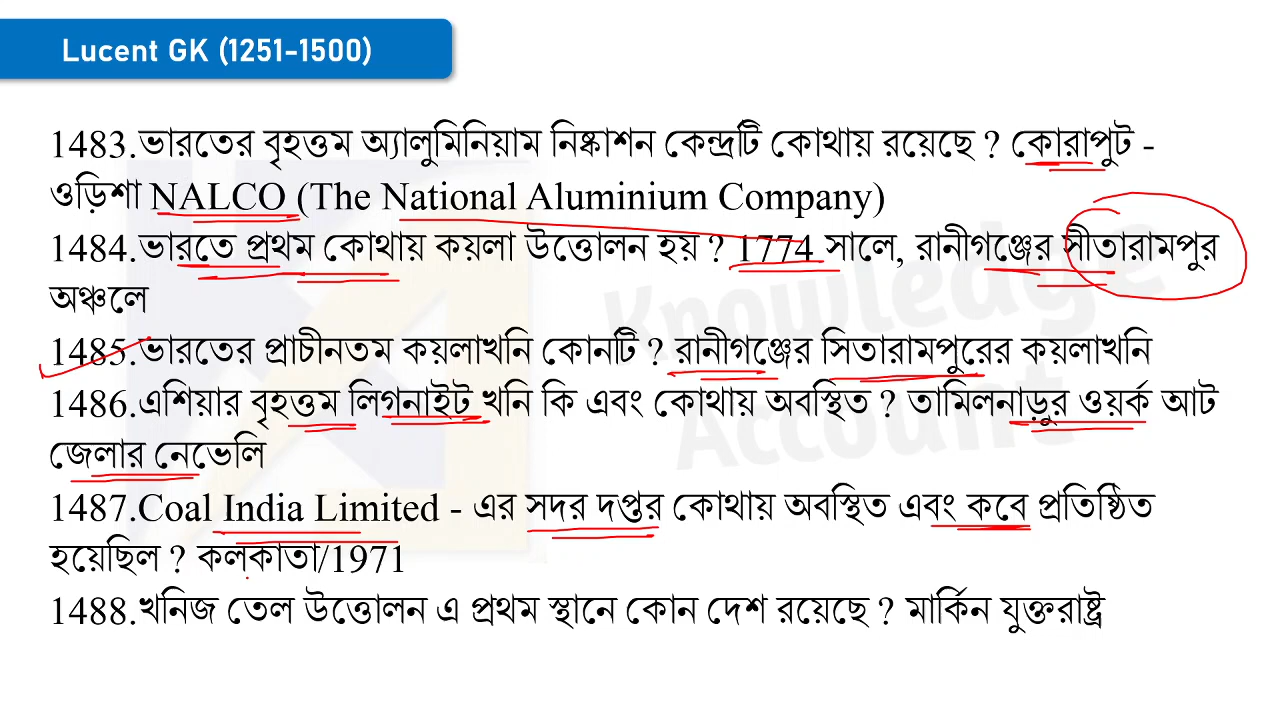 Lucent GK (1251-1500)
1483.ভারতের বৃহত্তম অ্যালুমিনিয়াম নিষ্কাশন কেন্দ্রটি কোথায় রয়েছে ? কোরাপুট -
ওড়িশা NALCO (The National Aluminium Company)
1484.ভারতে প্রথম কোথায় কয়লা উত্তোলন হয় ? 1774 সালে, রানীগঞ্জের সীতারামপুর
অঞ্চলে
1485.ভারতের প্রাচীনতম কয়লাখনি কোনটি ? রানীগঞ্জের সিতারামপুরের কয়লাখনি
1486.এশিয়ার বৃহত্তম লিগনাইট খনি কি এবং কোথায় অবস্থিত ? তামিলনাড়ুর ওয়র্ক আট
জেলার নেভেলি
1487.Coal India Limited - এর সদর দপ্তর কোথায় অবস্থিত এবং কবে প্রতিষ্ঠিত
হয়েছিল ? কলকাতা/1971
1488.খনিজ তেল উত্তোলন এ প্রথম স্থানে কোন দেশ রয়েছে ? মার্কিন যুক্তরাষ্ট্র
Knowledge
Account